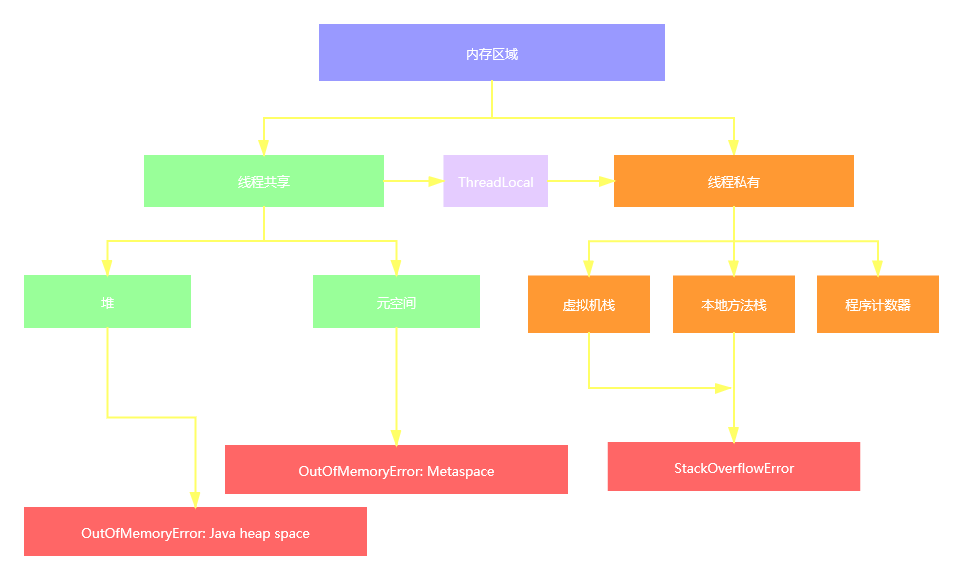 内存区域
线程共享
ThreadLocal
线程私有
堆
元空间
虚拟机栈
本地方法栈
程序计数器
OutOfMemoryError: Metaspace
StackOverflowError
OutOfMemoryError: Java heap space